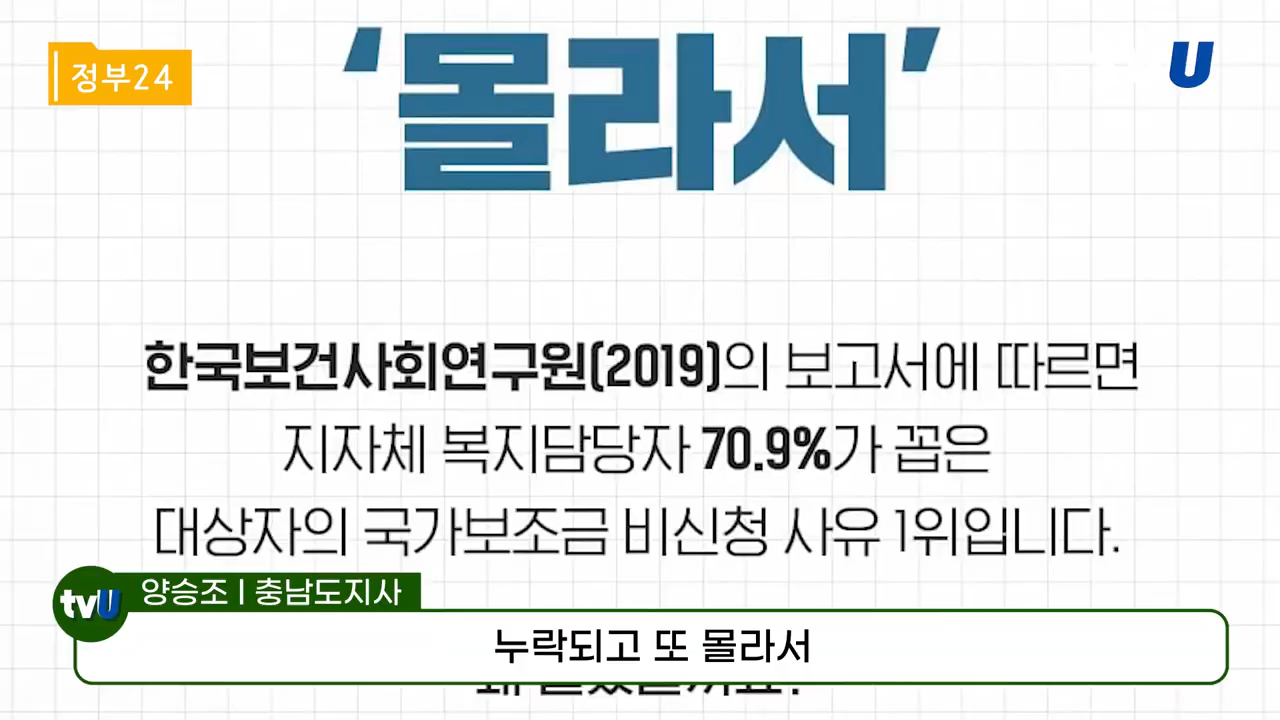 ‘몰라서’
정부24
U
한국보건사회연구원(2019)의 보고서에 따르면
지자체 복지담당자 70.9%가 꼽은
대상자의 국가보조금 비신청 사유 1위입니다.
tvU
양승조 | 충남도지사
누락되고 또 몰라서